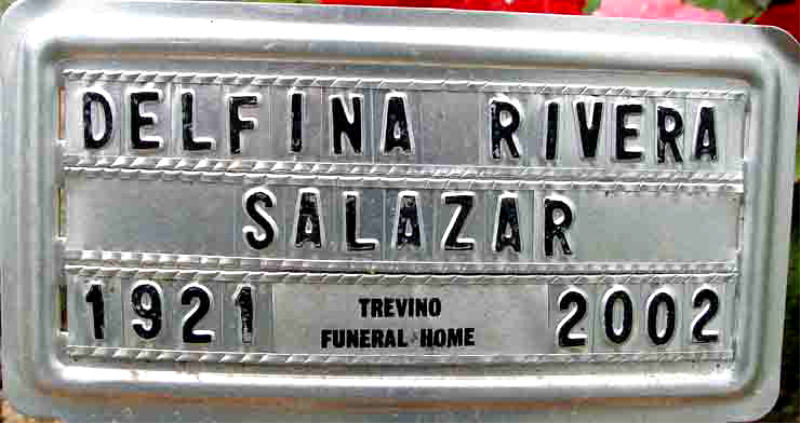 DELFINA RIVERA
SALAZAR
1921 TREVINO FUNERAL HOME 2002